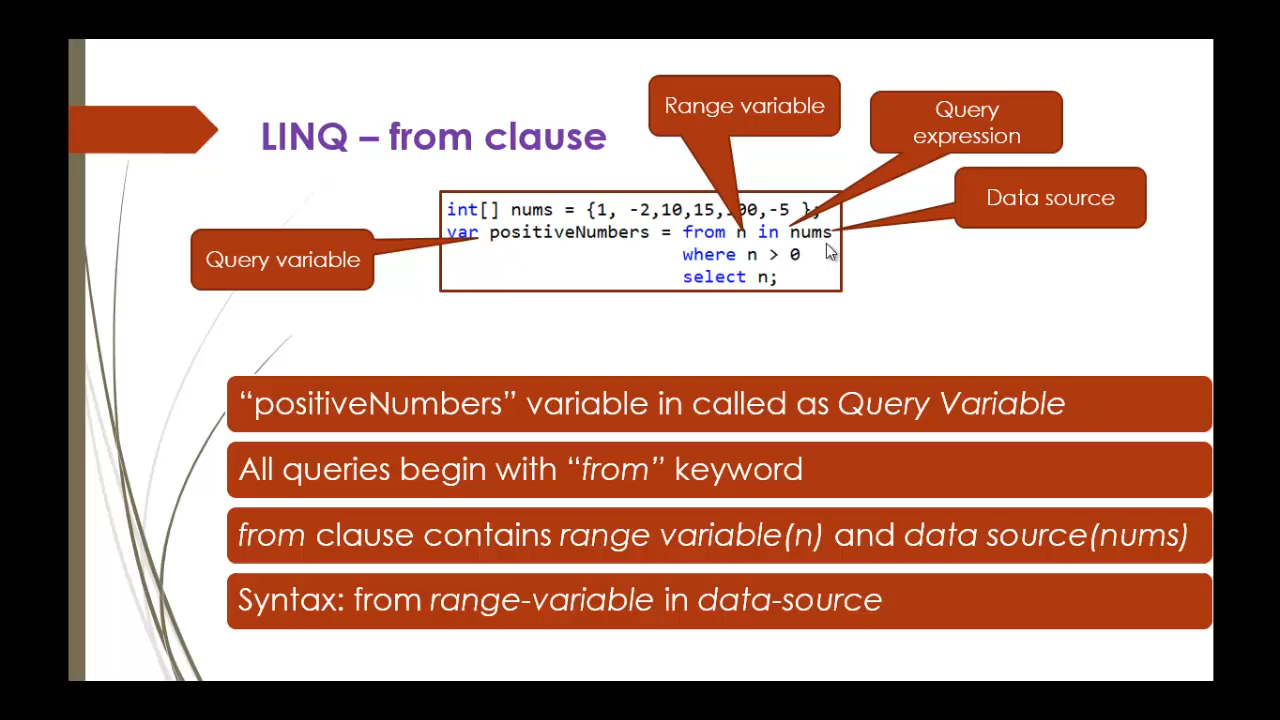 LINQ – from clause
Range variable
Query
expression
Data source
Query variable
int[] nums = {1, -2,10,15,100,-5 };
var positiveNumbers = from n in nums
where n > 0
select n;
“positiveNumbers” variable in called as Query Variable
All queries begin with “from” keyword
from clause contains range variable(n) and data source(nums)
Syntax: from range-variable in data-source